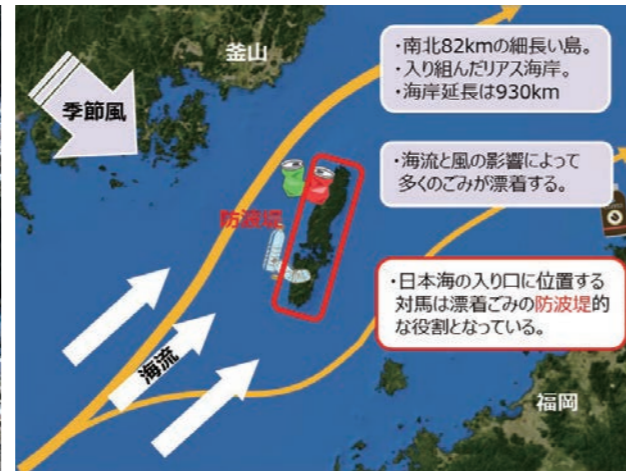 釜山
季節風
・南北82kmの細長い島。
・入り組んだリアス海岸。
・海岸延長は930km
・海流と風の影響によって
多くのごみが漂着する。
防波堤
・日本海の入り口に位置する
対馬は漂着ごみの防波堤的
な役割となっている。
海流
福岡